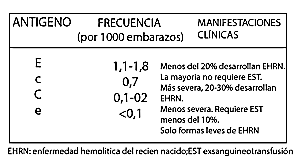 ANTIGENO FRECUENCIA (por 1000 embarazos) MANIFESTACIONES CLÍNICAS
E 1,1-1,8 Menos del 20% desarrollan EHRN.
c 0,7 La mayoria no requiere EST.
C 0,1-02 Más severa, 20-30% desarrollan EHRN.
e <0,1 Menos severa. Requiere EST menos del 10%.
Solo formas leves de EHRN
EHRN: enfermedad hemolitica del recien nacido;EST exsanguineotransfusión